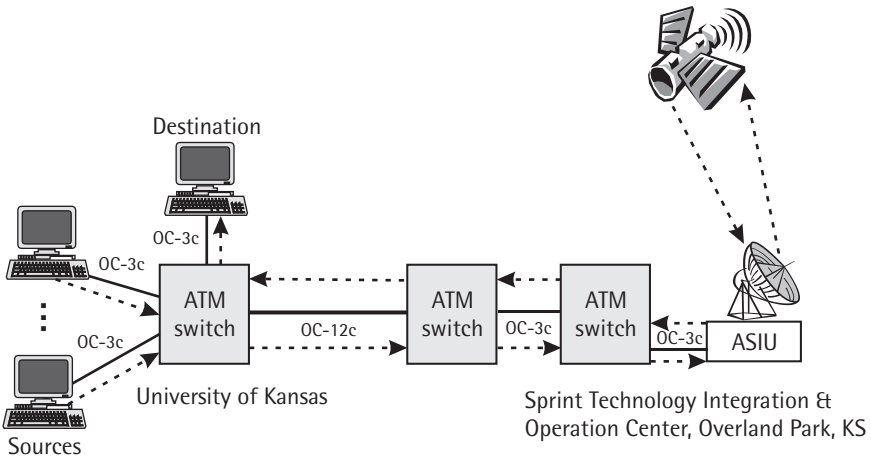 Destination
OC-3c
OC-3c
ATM
switch
OC-3c
University of Kansas
Sources
OC-12c
ATM
switch
OC-3c
ATM
switch
OC-3c
ASIU
Sprint Technology Integration &
Operation Center, Overland Park, KS